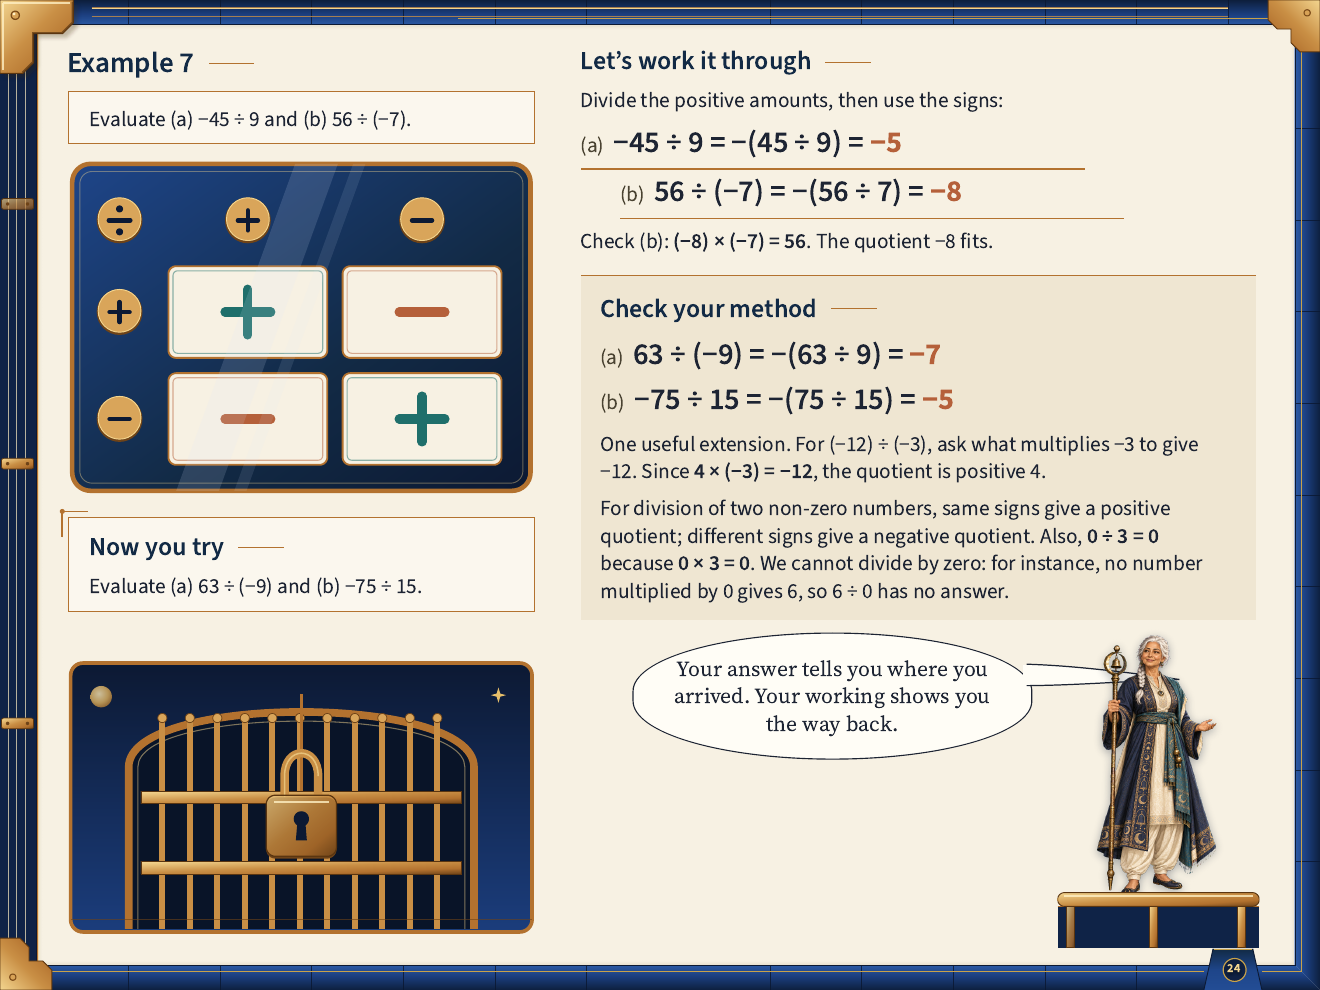 Example 7
Evaluate (a) −45 ÷ 9 and (b) 56 ÷ (−7).
÷ + −
+ + −
− − +
Now you try
Evaluate (a) 63 ÷ (−9) and (b) −75 ÷ 15.
Let’s work it through
Divide the positive amounts, then use the signs:
(a) −45 ÷ 9 = −(45 ÷ 9) = −5
(b) 56 ÷ (−7) = −(56 ÷ 7) = −8
Check (b): (−8) × (−7) = 56. The quotient −8 fits.
Check your method
(a) 63 ÷ (−9) = −(63 ÷ 9) = −7
(b) −75 ÷ 15 = −(75 ÷ 15) = −5
One useful extension. For (−12) ÷ (−3), ask what multiplies −3 to give
−12. Since 4 × (−3) = −12, the quotient is positive 4.
For division of two non-zero numbers, same signs give a positive
quotient; different signs give a negative quotient. Also, 0 ÷ 3 = 0
because 0 × 3 = 0. We cannot divide by zero: for instance, no number
multiplied by 0 gives 6, so 6 ÷ 0 has no answer.
Your answer tells you where you
arrived. Your working shows you
the way back.
24